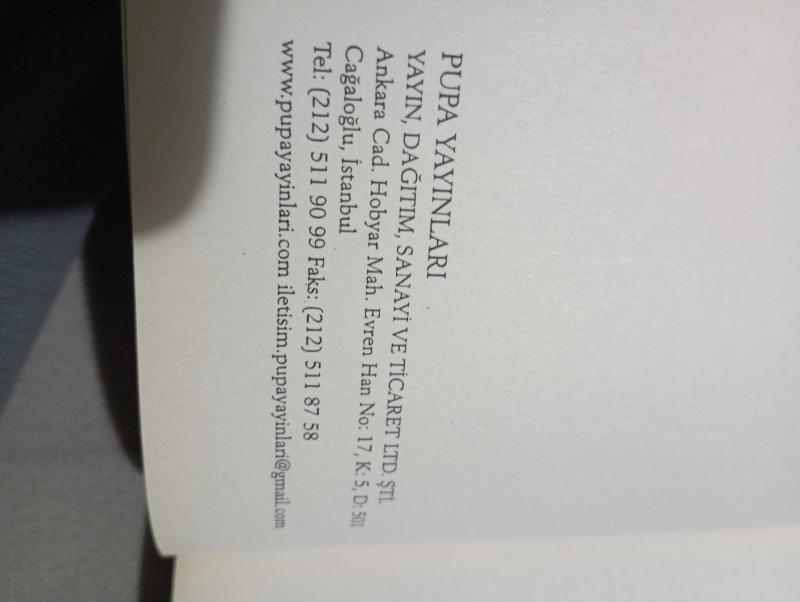 PUPA YAYINLARI
YAYIN, DAĞITIM, SANAYİ VE TİCARET LTD. ŞTİ.
Ankara Cad. Hobyar Mah. Evren Han No: 17, K: 5, D: 501
Cağaloğlu, İstanbul
Tel: (212) 511 90 99 Faks: (212) 511 87 58
www.pupayayinlari.com iletisim.pupayayinlari@gmail.com